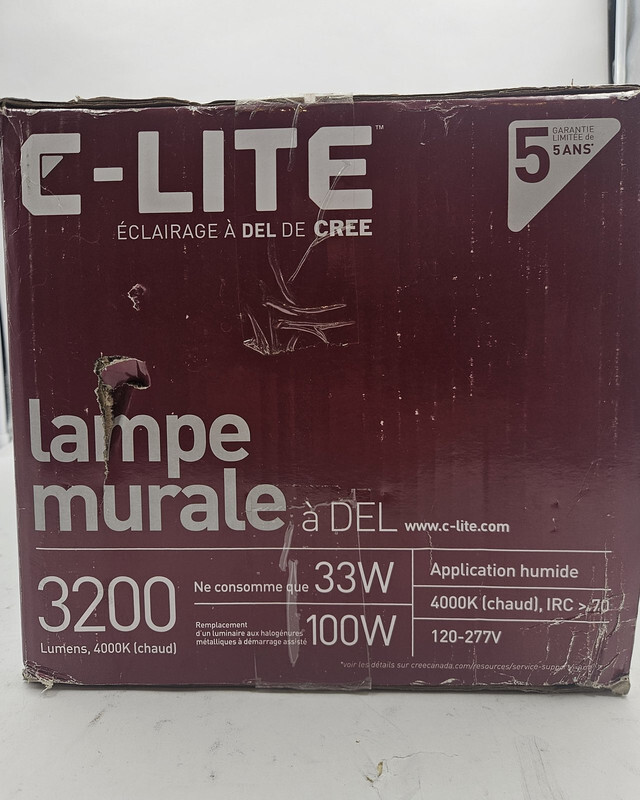 C-LITE™
ÉCLAIRAGE À DEL DE CREE
5 GARANTIE
LIMITÉE de
5 ANS*
lampe
murale à DEL www.c-lite.com
3200
Lumens, 4000K (chaud)
Ne consomme que 33W
Remplacement
d'un luminaire aux halogénures
métalliques à démarrage assisté 100W
Application humide
4000K (chaud), IRC > 70
120-277V
*voir les détails sur creecanada.com/resources/service-support/